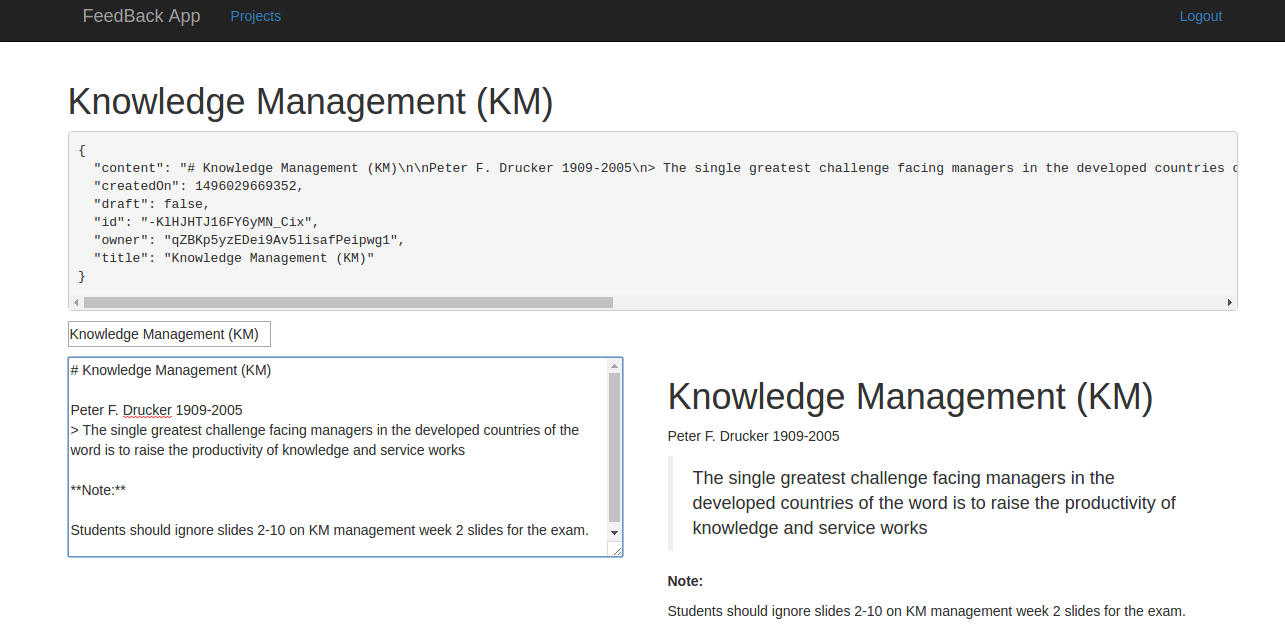 FeedBack App Projects Logout
Knowledge Management (KM)
{
  "content": "# Knowledge Management (KM)\n\nPeter F. Drucker 1909-2005\n> The single greatest challenge facing managers in the developed countries
  "createdOn": 1496029669352,
  "draft": false,
  "id": "-KlHJHTJ16FY6yMN_Cix",
  "owner": "qZBKp5yzEDei9Av5lisafPeipwg1",
  "title": "Knowledge Management (KM)"
}
Knowledge Management (KM)
# Knowledge Management (KM)
Peter F. Drucker 1909-2005
> The single greatest challenge facing managers in the developed countries of the
word is to raise the productivity of knowledge and service works
**Note:**
Students should ignore slides 2-10 on KM management week 2 slides for the exam.
Knowledge Management (KM)
Peter F. Drucker 1909-2005
The single greatest challenge facing managers in the
developed countries of the word is to raise the productivity of
knowledge and service works
Note:
Students should ignore slides 2-10 on KM management week 2 slides for the exam.